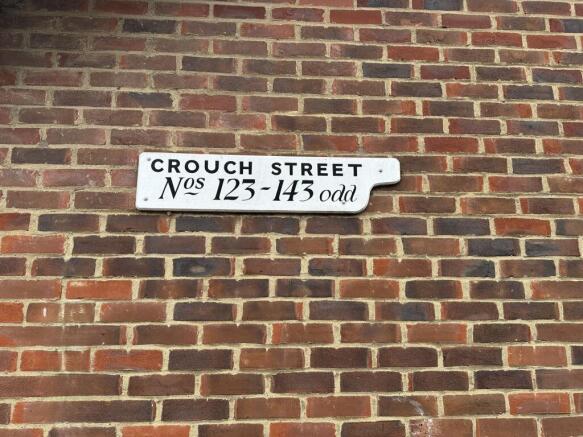 CROUCH STREET
Nos 123-143 odd